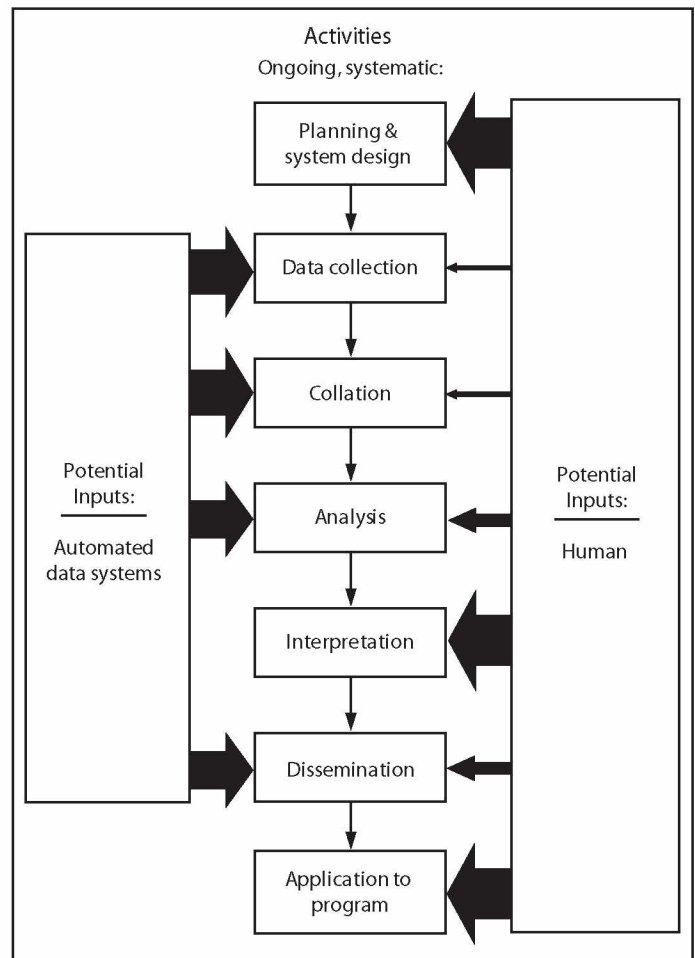 Activities
Ongoing, systematic:
Planning &
system design
Data collection
Collation
Potential
Inputs:
Automated
data systems
Analysis
Potential
Inputs:
Human
Interpretation
Dissemination
Application to
program